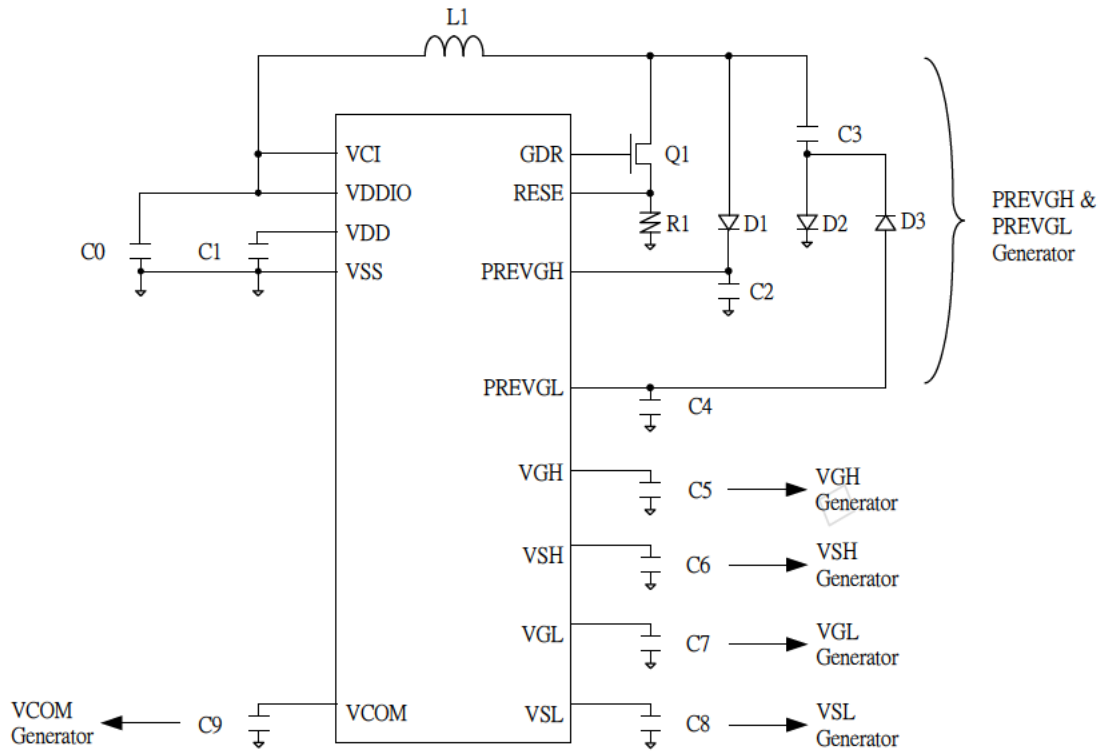 L1
VCI
GDR
Q1
C3
VDDIO
RESE
R1
D1
D2
D3
PREVGH &
PREVGL
Generator
C0
C1
VDD
VSS
PREVGH
C2
PREVGL
C4
VGH
C5
VGH
Generator
VSH
C6
VSH
Generator
VGL
C7
VGL
Generator
VCOM
Generator
C9
VCOM
VSL
C8
VSL
Generator